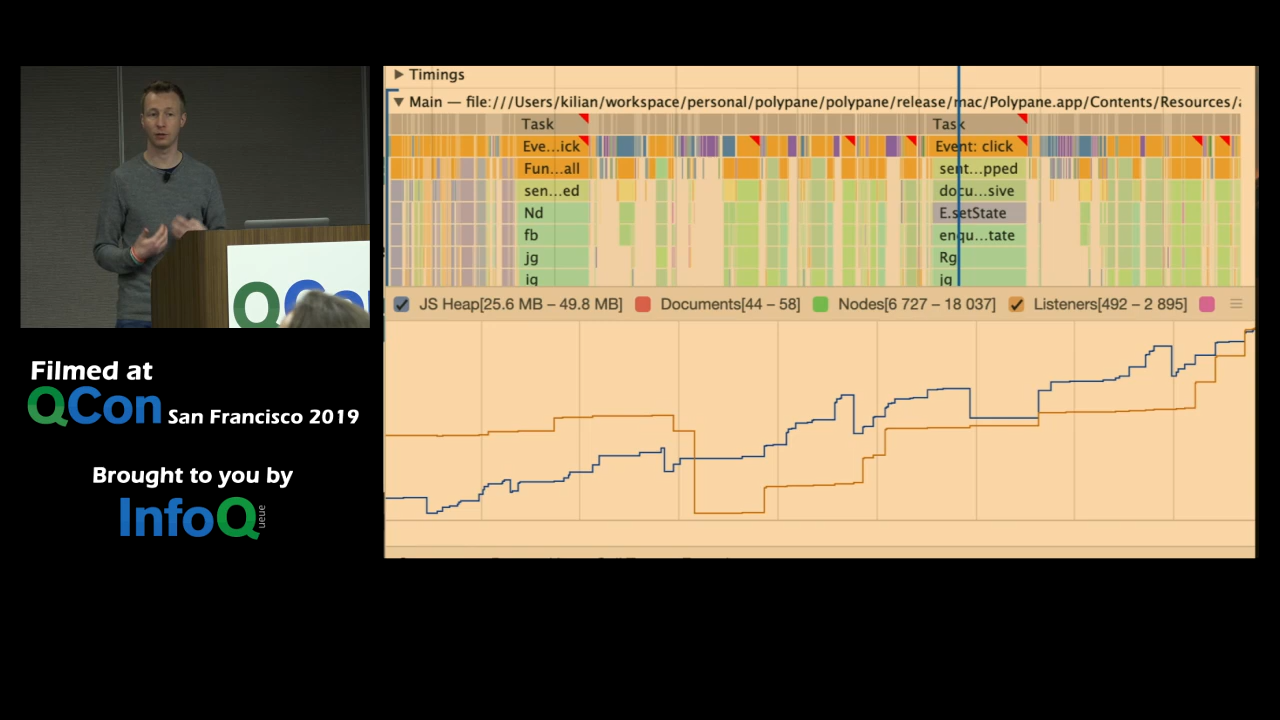 Timings
Main — file:///Users/kilian/workspace/personal/polypane/polypane/release/mac/Polypane.app/Contents/Resources/
Task Task
Eve...ick Event: click
Fun...all sent...pped
sen...ed docu...sive
Nd E.setState
fb enqu...tate
jg Rg
ig jg
JS Heap[25.6 MB – 49.8 MB] Documents[44 – 58] Nodes[6 727 – 18 037] Listeners[492 – 2 895]
QCon
Filmed at
QCon San Francisco 2019
Brought to you by
InfoQ
ueue